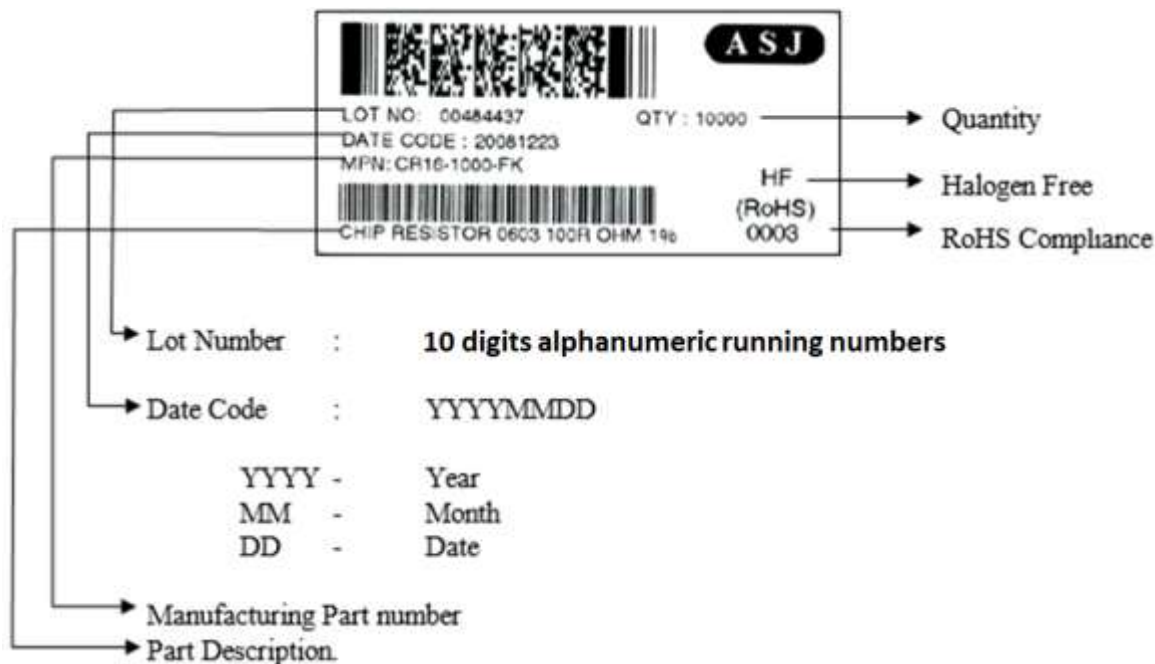 ASJ
LOT NO: 00484437 QTY : 10000 Quantity
DATE CODE : 20081223
MPN: CR16-1000-FK
HF Halogen Free
(RoHS)
CHIP RESISTOR 0603 100R OHM 1% 0003 RoHS Compliance
Lot Number : 10 digits alphanumeric running numbers
Date Code : YYYYMMDD
YYYY - Year
MM - Month
DD - Date
Manufacturing Part number
Part Description.